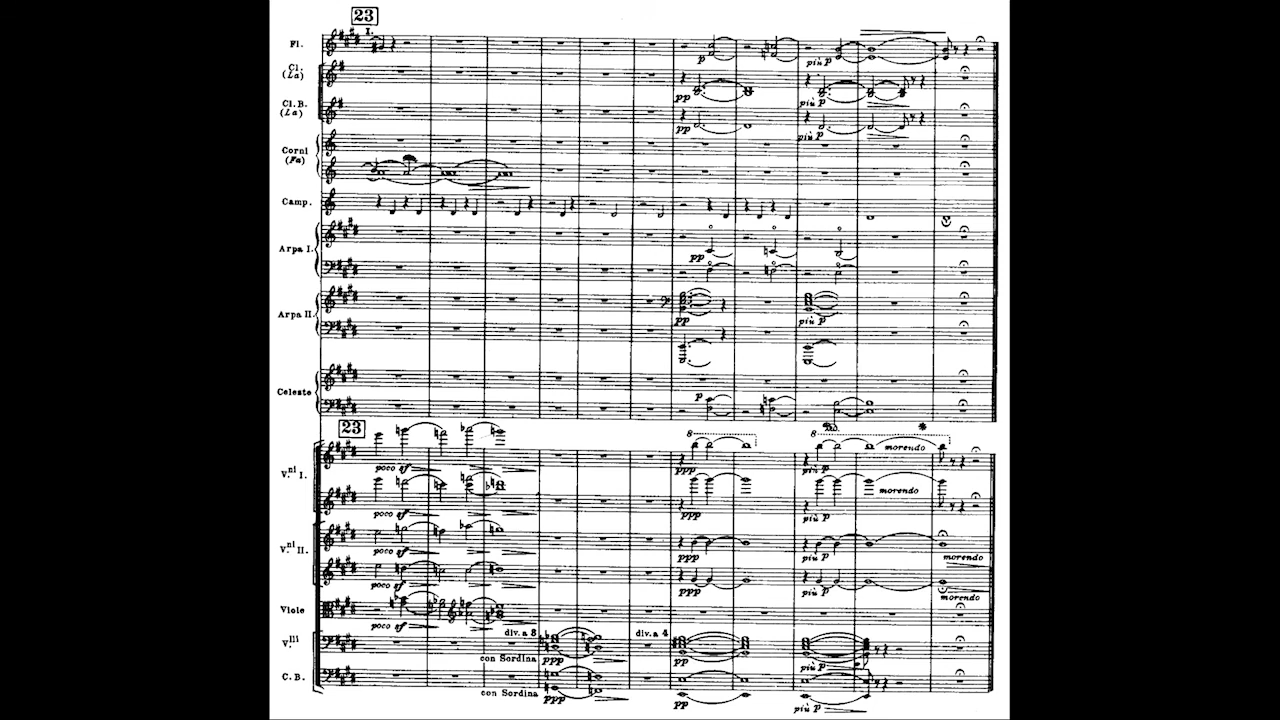 23
I.
Fl.
p
più p
Cl.
(La)
pp
più p
Cl. B.
(La)
pp
più p
Corni
(Fa)
Camp.
Arpa I.
pp
Arpa II.
pp
più p
Celesta
p
23
8
8
V.ni I.
poco sf
ppp
più p
morendo
poco sf
ppp
più p
morendo
V.ni II.
poco sf
ppp
più p
morendo
poco sf
ppp
più p
morendo
Viole
poco sf
V.lli
div. a 3
div. a 4
con Sordina
ppp
pp
più p
C.B.
con Sordina
ppp
pp
più p